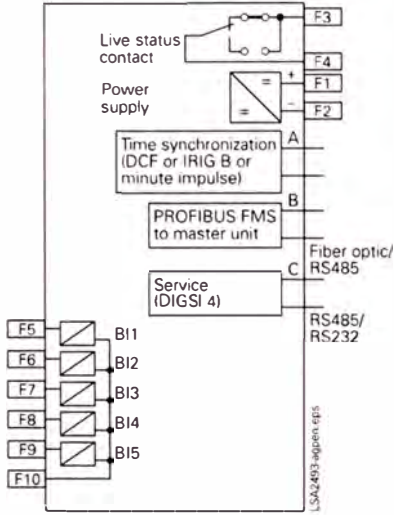 F3
Live status
contact
F4
Power
supply
=
=
+
–
F1
F2
A
Time synchronization
(DCF or IRIG B or
minute impulse)
B
PROFIBUS FMS
to master unit
Fiber optic/
RS485
C
Service
(DIGSI 4)
RS485/
RS232
F5
BI1
F6
BI2
F7
BI3
F8
BI4
F9
BI5
F10
LSA2493-agpen.eps